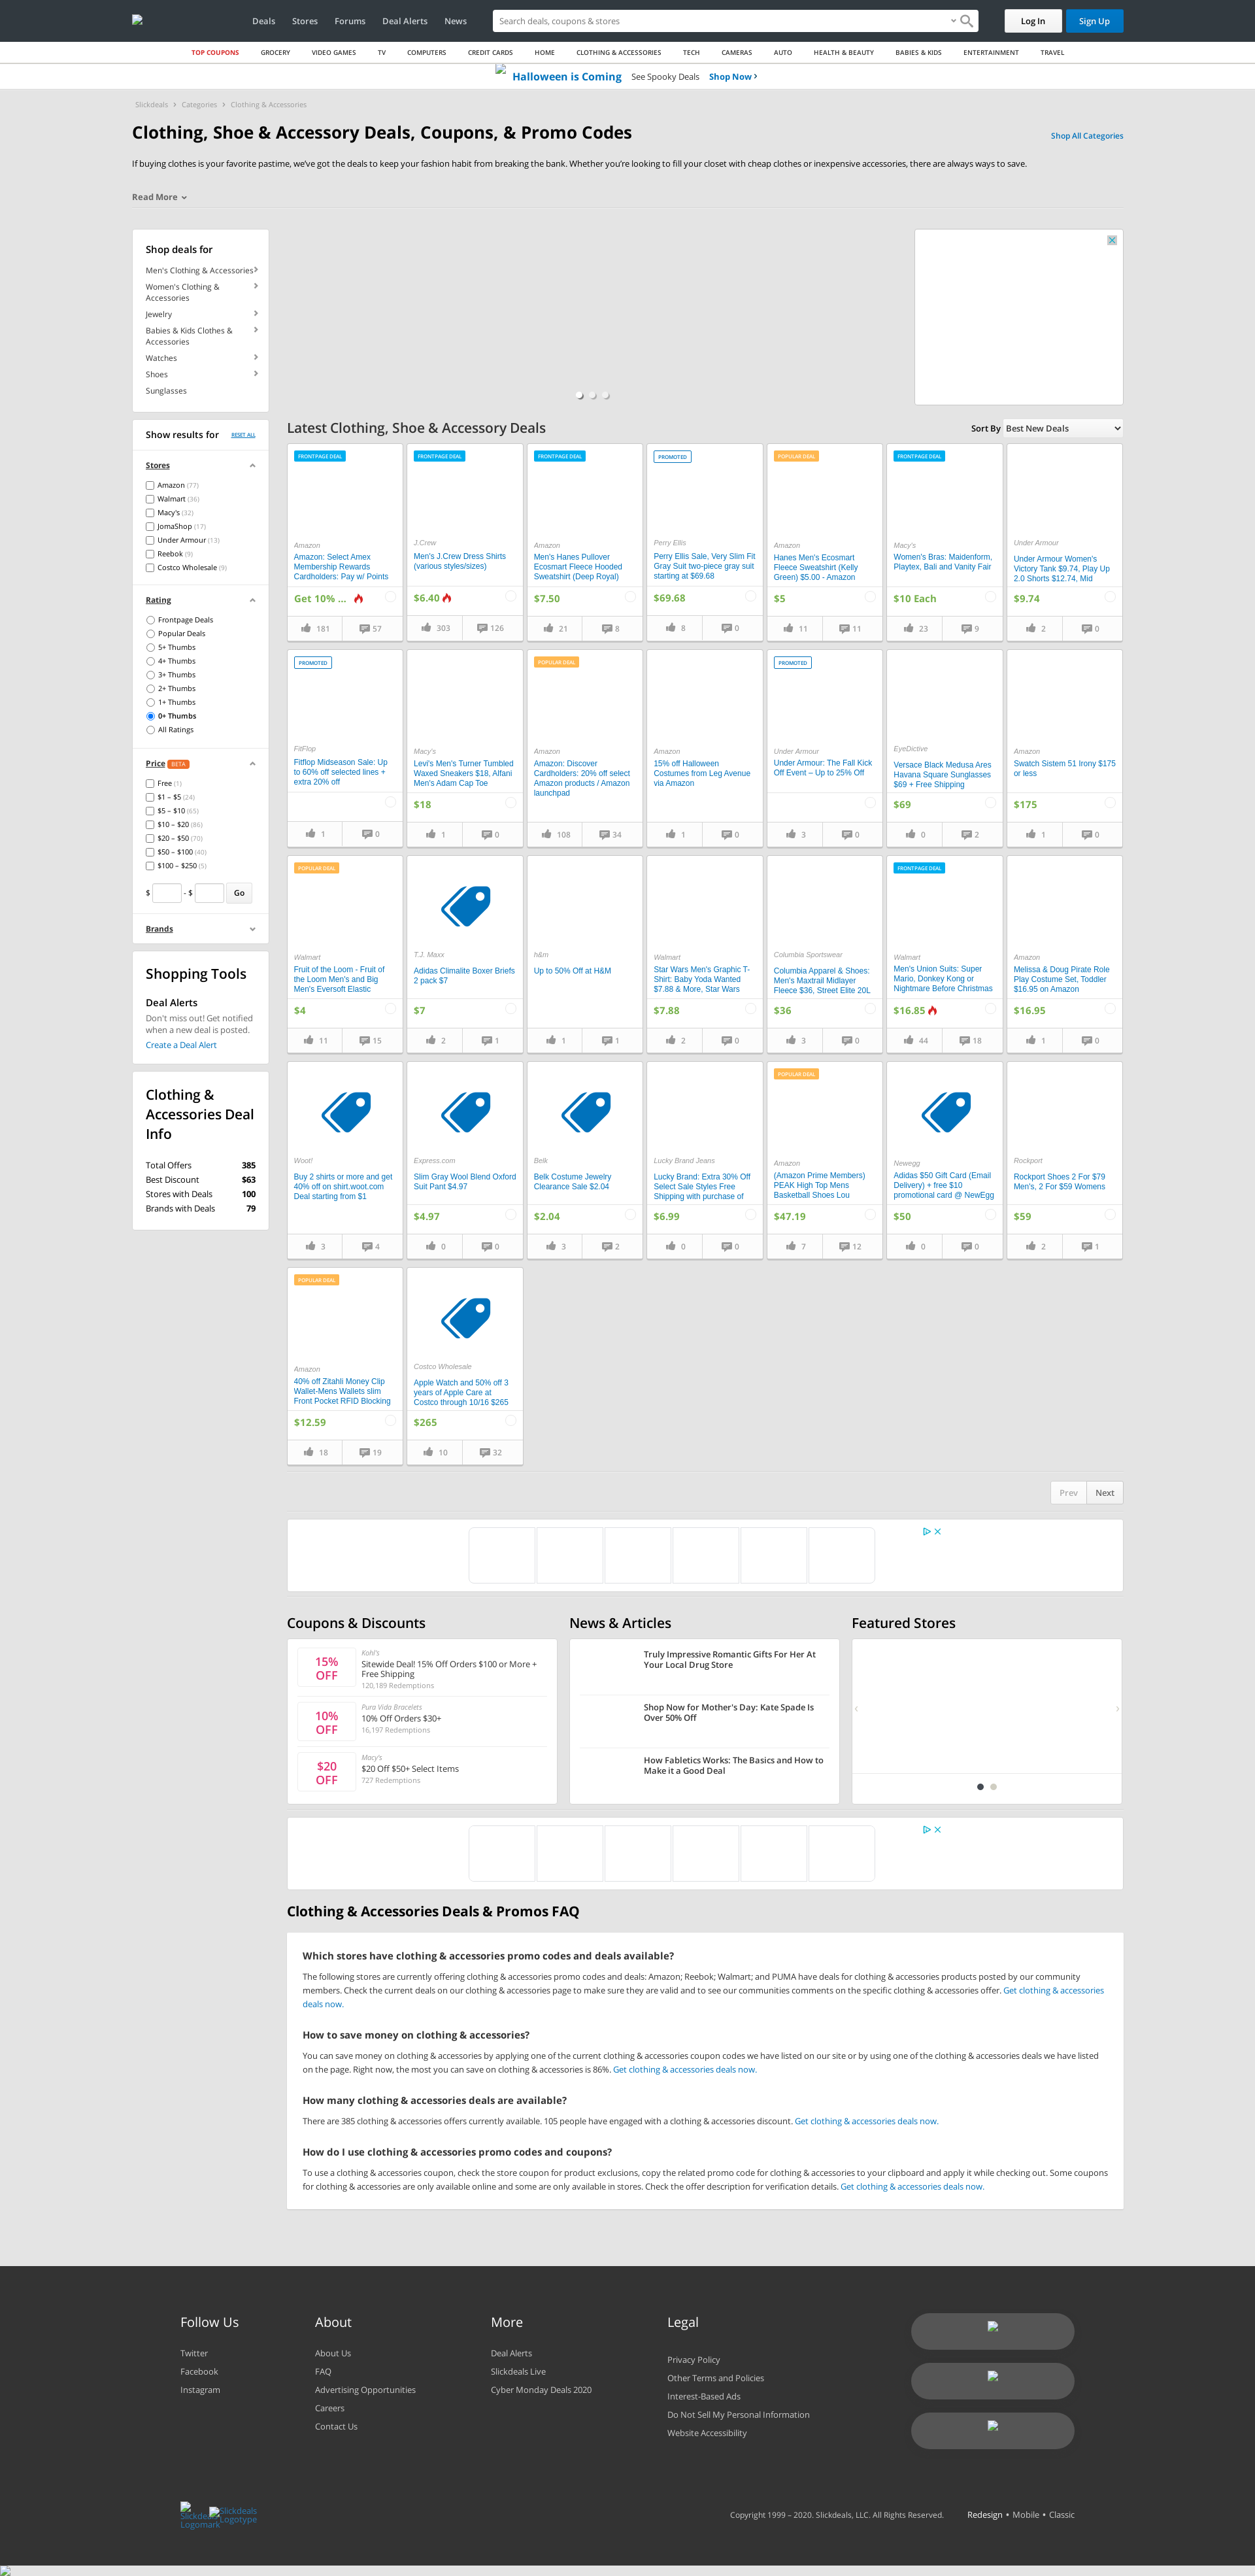 Deals Stores Forums Deal Alerts News
Search deals, coupons & stores
Log In Sign Up
TOP COUPONS GROCERY VIDEO GAMES TV COMPUTERS CREDIT CARDS HOME CLOTHING & ACCESSORIES TECH CAMERAS AUTO HEALTH & BEAUTY BABIES & KIDS ENTERTAINMENT TRAVEL
Halloween is Coming See Spooky Deals Shop Now
Slickdeals Categories Clothing & Accessories
Clothing, Shoe & Accessory Deals, Coupons, & Promo Codes
Shop All Categories
If buying clothes is your favorite pastime, we've got the deals to keep your fashion habit from breaking the bank. Whether you're looking to fill your closet with cheap clothes or inexpensive accessories, there are always ways to save.
Read More
Shop deals for
Men's Clothing & Accessories
Women's Clothing &
Accessories
Jewelry
Babies & Kids Clothes &
Accessories
Watches
Shoes
Sunglasses
Show results for RESET ALL
Stores
Amazon (77)
Walmart (36)
Macy's (32)
JomaShop (17)
Under Armour (13)
Reebok (9)
Costco Wholesale (9)
Rating
Frontpage Deals
Popular Deals
5+ Thumbs
4+ Thumbs
3+ Thumbs
2+ Thumbs
1+ Thumbs
0+ Thumbs
All Ratings
Price BETA
Free (1)
$1 – $5 (24)
$5 – $10 (65)
$10 – $20 (86)
$20 – $50 (70)
$50 – $100 (40)
$100 – $250 (5)
$ - $ Go
Brands
Shopping Tools
Deal Alerts
Don't miss out! Get notified
when a new deal is posted.
Create a Deal Alert
Clothing &
Accessories Deal
Info
Total Offers 385
Best Discount $63
Stores with Deals 100
Brands with Deals 79
Latest Clothing, Shoe & Accessory Deals
Sort By Best New Deals
FRONTPAGE DEAL
Amazon
Amazon: Select Amex
Membership Rewards
Cardholders: Pay w/ Points
Get 10% ...
181 57
FRONTPAGE DEAL
J.Crew
Men's J.Crew Dress Shirts
(various styles/sizes)
$6.40
303 126
FRONTPAGE DEAL
Amazon
Men's Hanes Pullover
Ecosmart Fleece Hooded
Sweatshirt (Deep Royal)
$7.50
21 8
PROMOTED
Perry Ellis
Perry Ellis Sale, Very Slim Fit
Gray Suit two-piece gray suit
starting at $69.68
$69.68
8 0
POPULAR DEAL
Amazon
Hanes Men's Ecosmart
Fleece Sweatshirt (Kelly
Green) $5.00 - Amazon
$5
11 11
FRONTPAGE DEAL
Macy's
Women's Bras: Maidenform,
Playtex, Bali and Vanity Fair
$10 Each
23 9
Under Armour
Under Armour Women's
Victory Tank $9.74, Play Up
2.0 Shorts $12.74, Mid
$9.74
2 0
PROMOTED
FitFlop
Fitflop Midseason Sale: Up
to 60% off selected lines +
extra 20% off
1 0
Macy's
Levi's Men's Turner Tumbled
Waxed Sneakers $18, Alfani
Men's Adam Cap Toe
$18
1 0
POPULAR DEAL
Amazon
Amazon: Discover
Cardholders: 20% off select
Amazon products / Amazon
launchpad
108 34
Amazon
15% off Halloween
Costumes from Leg Avenue
via Amazon
1 0
PROMOTED
Under Armour
Under Armour: The Fall Kick
Off Event – Up to 25% Off
3 0
EyeDictive
Versace Black Medusa Ares
Havana Square Sunglasses
$69 + Free Shipping
$69
0 2
Amazon
Swatch Sistem 51 Irony $175
or less
$175
1 0
POPULAR DEAL
Walmart
Fruit of the Loom - Fruit of
the Loom Men's and Big
Men's Eversoft Elastic
$4
11 15
T.J. Maxx
Adidas Climalite Boxer Briefs
2 pack $7
$7
2 1
h&m
Up to 50% Off at H&M
1 1
Walmart
Star Wars Men's Graphic T-
Shirt: Baby Yoda Wanted
$7.88 & More, Star Wars
$7.88
2 0
Columbia Sportswear
Columbia Apparel & Shoes:
Men's Maxtrail Midlayer
Fleece $36, Street Elite 20L
$36
3 0
FRONTPAGE DEAL
Walmart
Men's Union Suits: Super
Mario, Donkey Kong or
Nightmare Before Christmas
$16.85
44 18
Amazon
Melissa & Doug Pirate Role
Play Costume Set, Toddler
$16.95 on Amazon
$16.95
1 0
Woot!
Buy 2 shirts or more and get
40% off on shirt.woot.com
Deal starting from $1
3 4
Express.com
Slim Gray Wool Blend Oxford
Suit Pant $4.97
$4.97
0 0
Belk
Belk Costume Jewelry
Clearance Sale $2.04
$2.04
3 2
Lucky Brand Jeans
Lucky Brand: Extra 30% Off
Select Sale Styles Free
Shipping with purchase of
$6.99
0 0
POPULAR DEAL
Amazon
(Amazon Prime Members)
PEAK High Top Mens
Basketball Shoes Lou
$47.19
7 12
Newegg
Adidas $50 Gift Card (Email
Delivery) + free $10
promotional card @ NewEgg
$50
0 0
Rockport
Rockport Shoes 2 For $79
Men's, 2 For $59 Womens
$59
2 1
POPULAR DEAL
Amazon
40% off Zitahli Money Clip
Wallet-Mens Wallets slim
Front Pocket RFID Blocking
$12.59
18 19
Costco Wholesale
Apple Watch and 50% off 3
years of Apple Care at
Costco through 10/16 $265
$265
10 32
Prev Next
Coupons & Discounts
15%
OFF
Kohl's
Sitewide Deal! 15% Off Orders $100 or More +
Free Shipping
120,189 Redemptions
10%
OFF
Pura Vida Bracelets
10% Off Orders $30+
16,197 Redemptions
$20
OFF
Macy's
$20 Off $50+ Select Items
727 Redemptions
News & Articles
Truly Impressive Romantic Gifts For Her At
Your Local Drug Store
Shop Now for Mother's Day: Kate Spade Is
Over 50% Off
How Fabletics Works: The Basics and How to
Make it a Good Deal
Featured Stores
Clothing & Accessories Deals & Promos FAQ
Which stores have clothing & accessories promo codes and deals available?
The following stores are currently offering clothing & accessories promo codes and deals: Amazon; Reebok; Walmart; and PUMA have deals for clothing & accessories products posted by our community
members. Check the current deals on our clothing & accessories page to make sure they are valid and to see our communities comments on the specific clothing & accessories offer. Get clothing & accessories
deals now.
How to save money on clothing & accessories?
You can save money on clothing & accessories by applying one of the current clothing & accessories coupon codes we have listed on our site or by using one of the clothing & accessories deals we have listed
on the page. Right now, the most you can save on clothing & accessories is 86%. Get clothing & accessories deals now.
How many clothing & accessories deals are available?
There are 385 clothing & accessories offers currently available. 105 people have engaged with a clothing & accessories discount. Get clothing & accessories deals now.
How do I use clothing & accessories promo codes and coupons?
To use a clothing & accessories coupon, check the store coupon for product exclusions, copy the related promo code for clothing & accessories to your clipboard and apply it while checking out. Some coupons
for clothing & accessories are only available online and some are only available in stores. Check the offer description for verification details. Get clothing & accessories deals now.
Follow Us
Twitter
Facebook
Instagram
About
About Us
FAQ
Advertising Opportunities
Careers
Contact Us
More
Deal Alerts
Slickdeals Live
Cyber Monday Deals 2020
Legal
Privacy Policy
Other Terms and Policies
Interest-Based Ads
Do Not Sell My Personal Information
Website Accessibility
Slickdeals
Logomark
Slickdeals
Logotype
Copyright 1999 – 2020. Slickdeals, LLC. All Rights Reserved. Redesign • Mobile • Classic